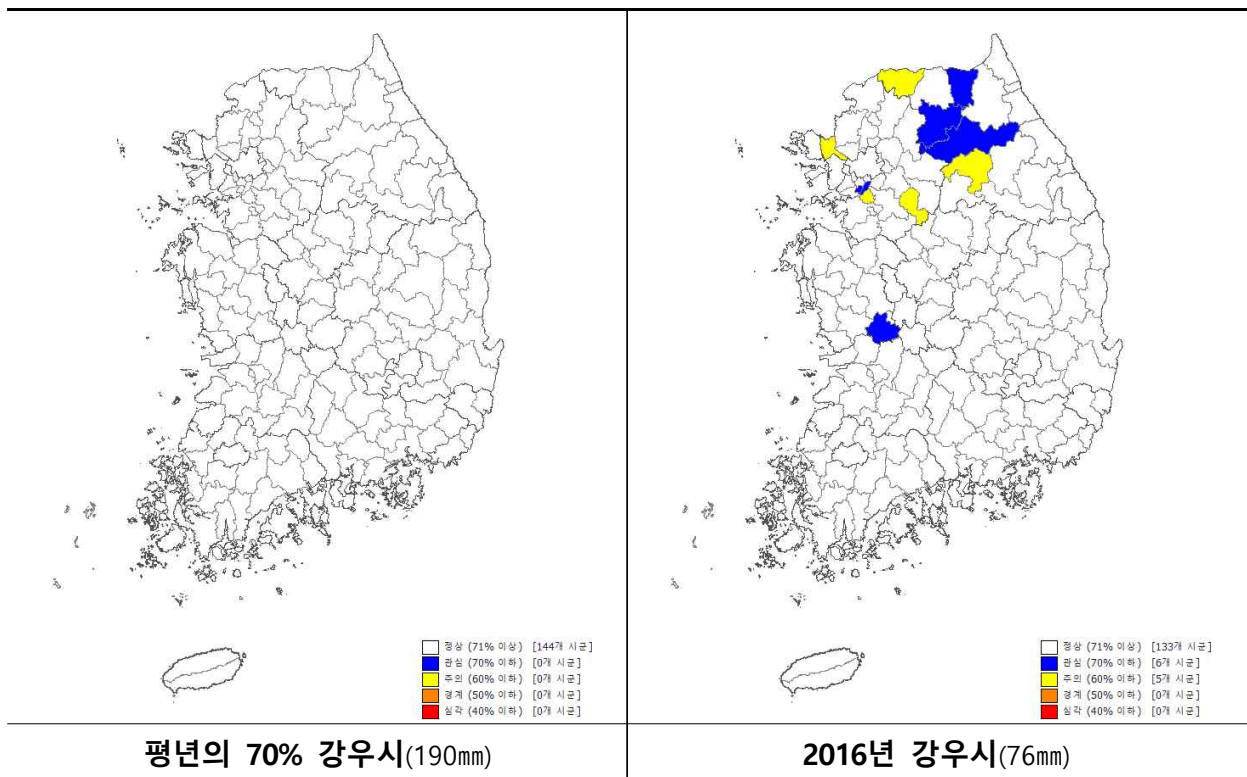 정상 (71% 이상) [144개 시군]
관심 (70% 이하) [0개 시군]
주의 (60% 이하) [0개 시군]
경계 (50% 이하) [0개 시군]
심각 (40% 이하) [0개 시군]
평년의 70% 강우시(190㎜)
정상 (71% 이상) [133개 시군]
관심 (70% 이하) [6개 시군]
주의 (60% 이하) [5개 시군]
경계 (50% 이하) [0개 시군]
심각 (40% 이하) [0개 시군]
2016년 강우시(76㎜)